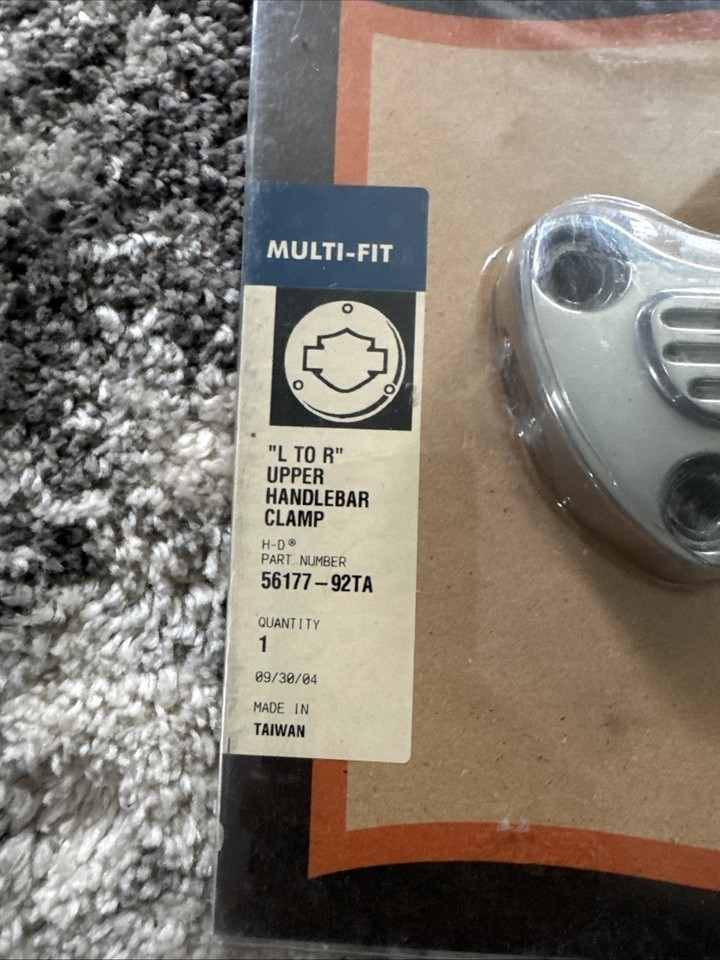 MULTI-FIT
"L TO R"
UPPER
HANDLEBAR
CLAMP
H-D®
PART NUMBER
56177-92TA
QUANTITY
1
09/30/04
MADE IN
TAIWAN